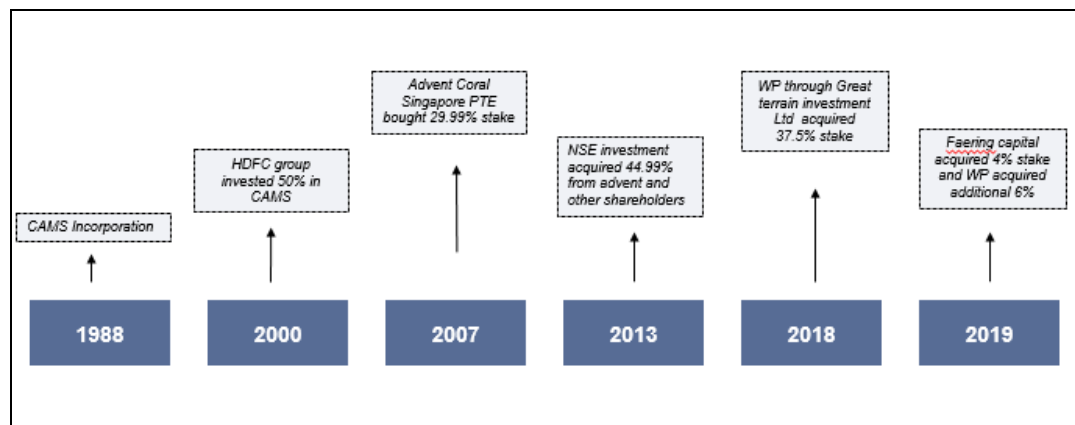 Advent Coral
Singapore PTE
bought 29.99% stake
WP through Great
terrain investment
Ltd acquired
37.5% stake
NSE investment
acquired 44.99%
from advent and
other shareholders
Faering capital
acquired 4% stake
and WP acquired
additional 6%
HDFC group
invested 50% in
CAMS
CAMS Incorporation
1988
2000
2007
2013
2018
2019